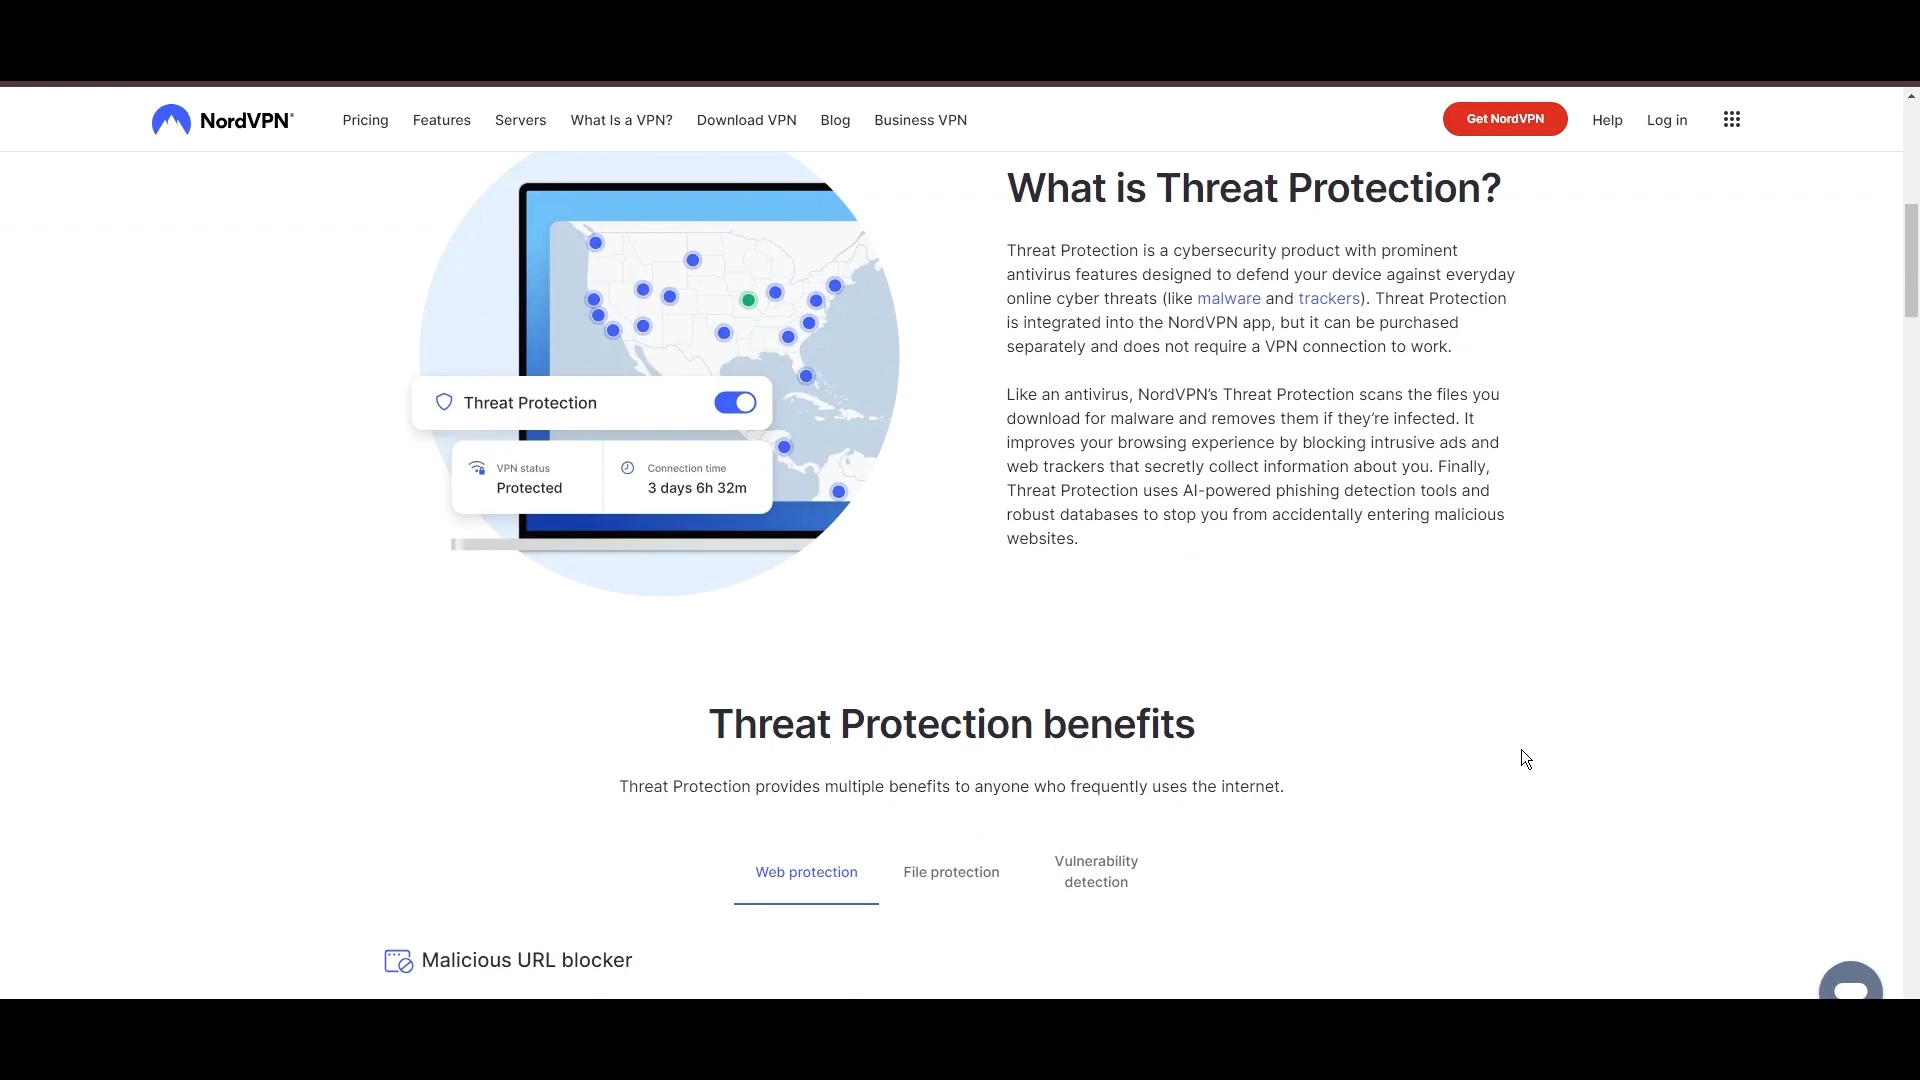 NordVPN®
Pricing
Features
Servers
What Is a VPN?
Download VPN
Blog
Business VPN
Get NordVPN
Help
Log in
Threat Protection
VPN status
Protected
Connection time
3 days 6h 32m
What is Threat Protection?
Threat Protection is a cybersecurity product with prominent
antivirus features designed to defend your device against everyday
online cyber threats (like malware and trackers). Threat Protection
is integrated into the NordVPN app, but it can be purchased
separately and does not require a VPN connection to work.
Like an antivirus, NordVPN’s Threat Protection scans the files you
download for malware and removes them if they’re infected. It
improves your browsing experience by blocking intrusive ads and
web trackers that secretly collect information about you. Finally,
Threat Protection uses AI-powered phishing detection tools and
robust databases to stop you from accidentally entering malicious
websites.
Threat Protection benefits
Threat Protection provides multiple benefits to anyone who frequently uses the internet.
Web protection
File protection
Vulnerability
detection
Malicious URL blocker